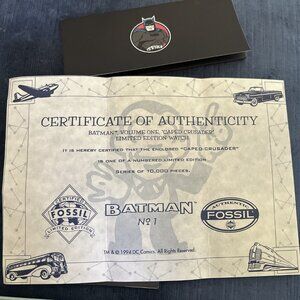 CERTIFICATE OF AUTHENTICITY
BATMAN™, VOLUME ONE, "CAPED CRUSADER"
LIMITED EDITION WATCH
IT IS HEREBY CERTIFIED THAT THE ENCLOSED "CAPED CRUSADER"
IS ONE OF A NUMBERED LIMITED EDITION
SERIES OF 10,000 PIECES.
CERTIFIED
FOSSIL
LIMITED EDITION
BATMAN
Nº 1
AUTHENTIC
FOSSIL
TM & © 1994 DC Comics. All Rights Reserved.